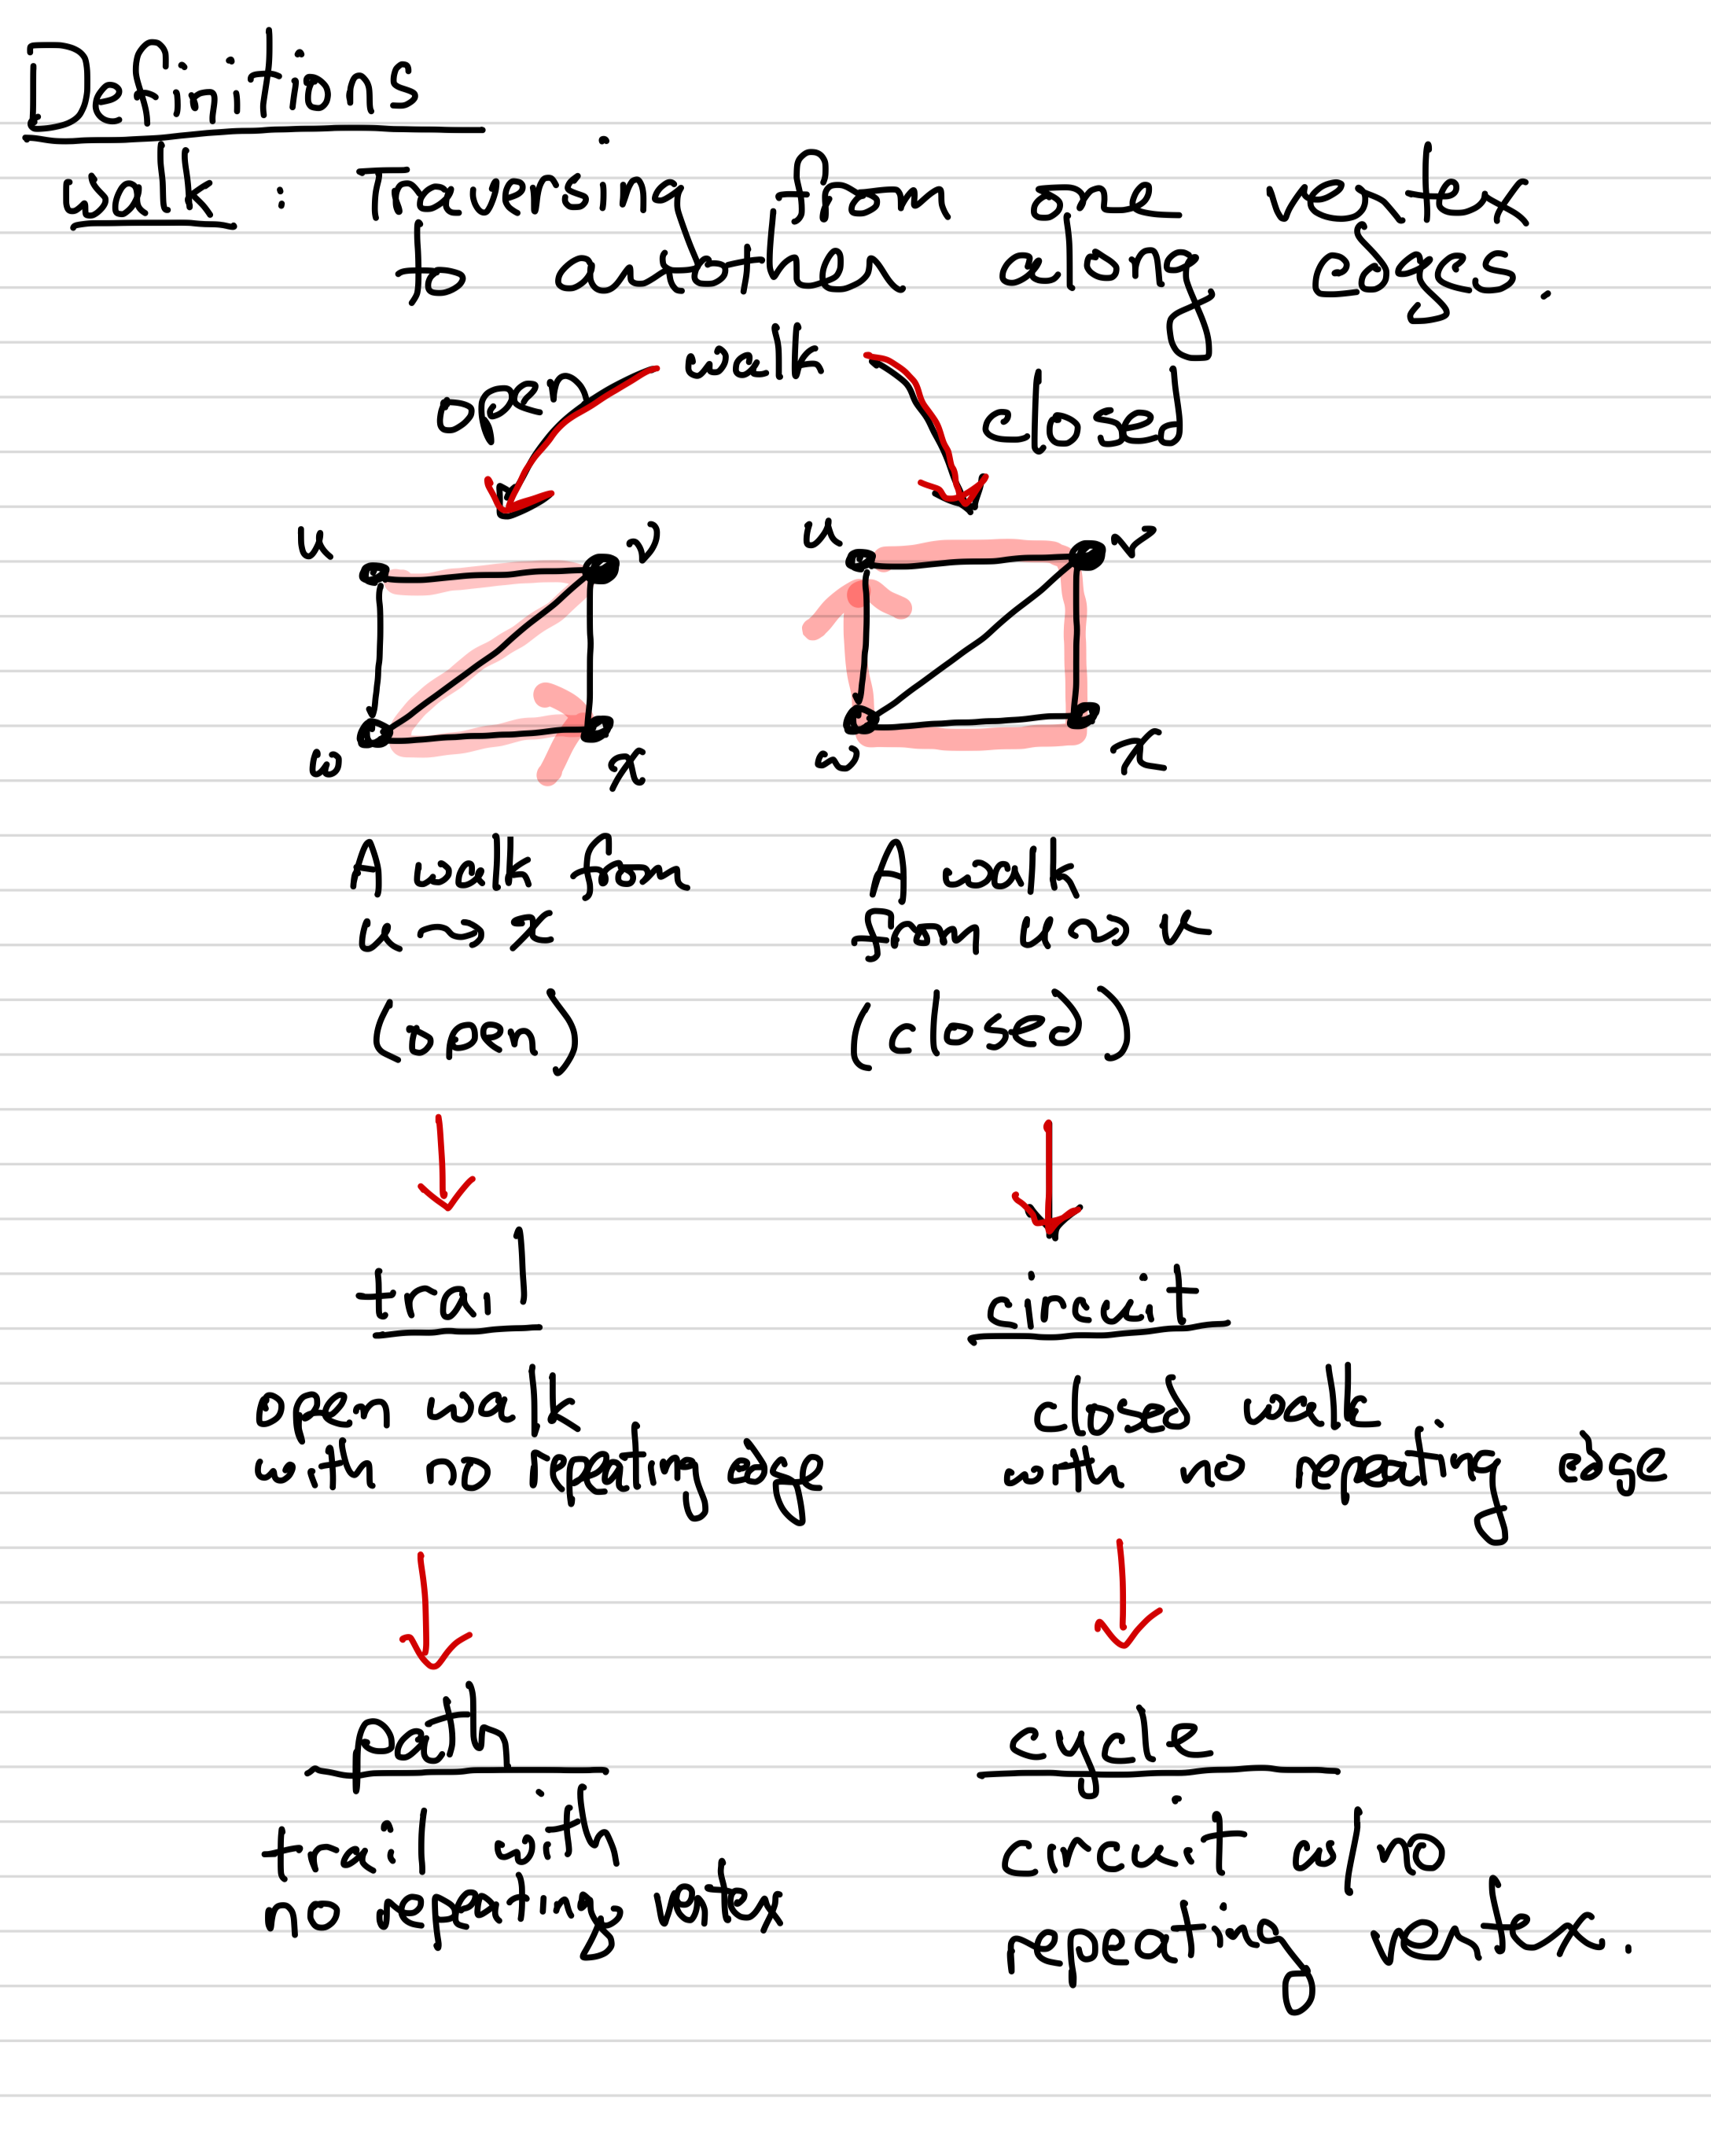 Definitions
walk : Traversing from one vertex
to another along edges.
walk
open
closed
u v
w x
u v
w x
A walk from
u → x
(open)
A walk
from u → u
(closed)
trail
open walk
with no repeating edge
circuit
closed walk
with no repeating edge
path
trail with
no repeating vertex
cycle
circuit w/no
repeating vertex.